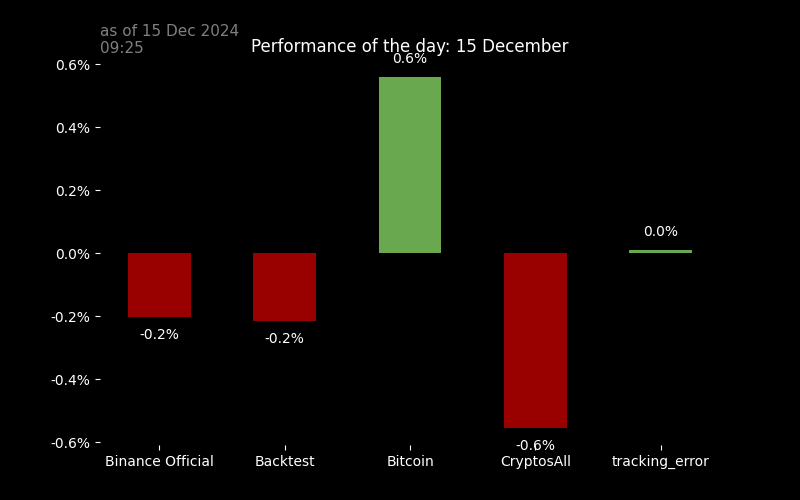 as of 15 Dec 2024
09:25
Performance of the day: 15 December
0.6%
0.4%
0.2%
0.0%
-0.2%
-0.4%
-0.6%
-0.2%
-0.2%
0.6%
-0.6%
0.0%
Binance Official
Backtest
Bitcoin
CryptosAll
tracking_error